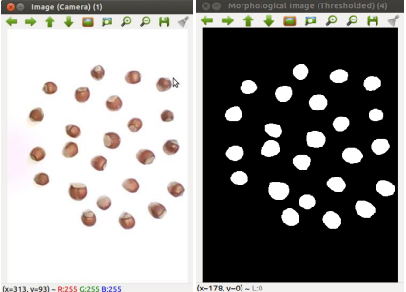 Image (Camera) (1)
Morphological Image (Thresholded) (4)
(x=313, y=93) ~ R:255 G:255 B:255
(x=178, y=0) ~ L:0